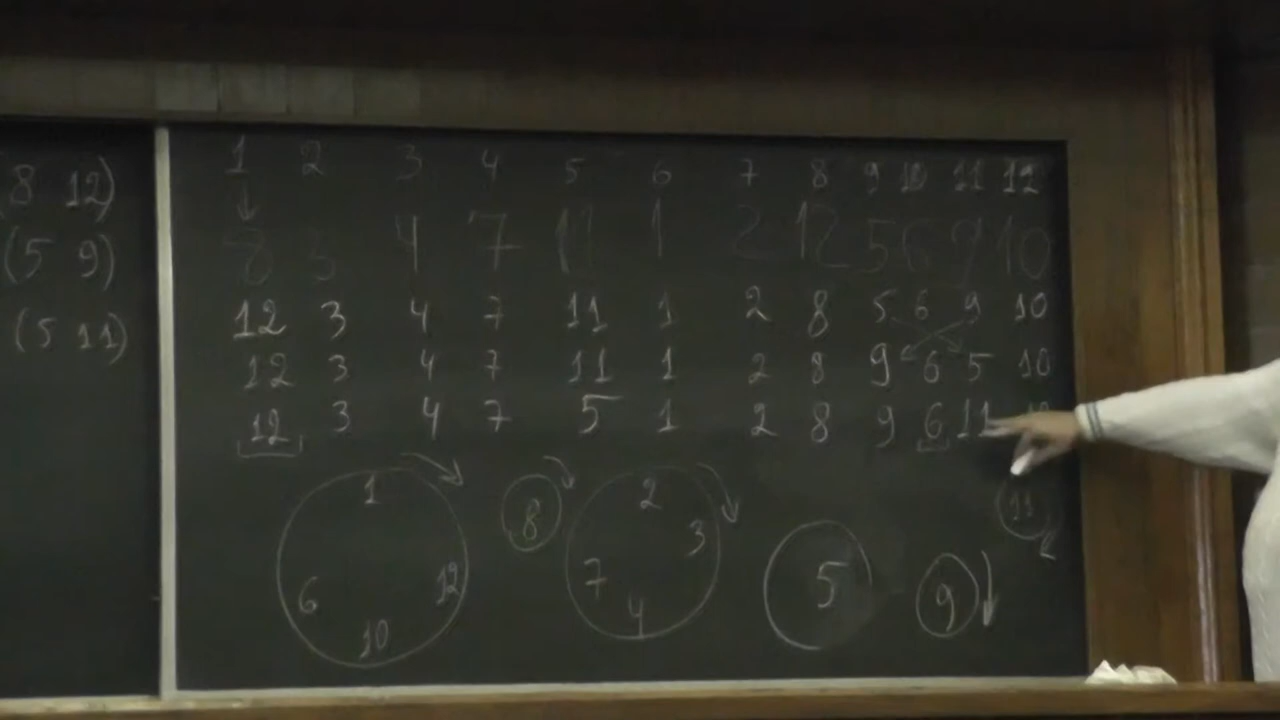 8 12)
(5 9)
(5 11)
1 2 3 4 5 6 7 8 9 10 11 12
8 3 4 7 11 1 2 12 5 6 9 10
12 3 4 7 11 1 2 8 5 6 9 10
12 3 4 7 11 1 2 8 9 6 5 10
12 3 4 7 5 1 2 8 9 6 11
1 12 10 6
8
2 3 4 7
5
9
11